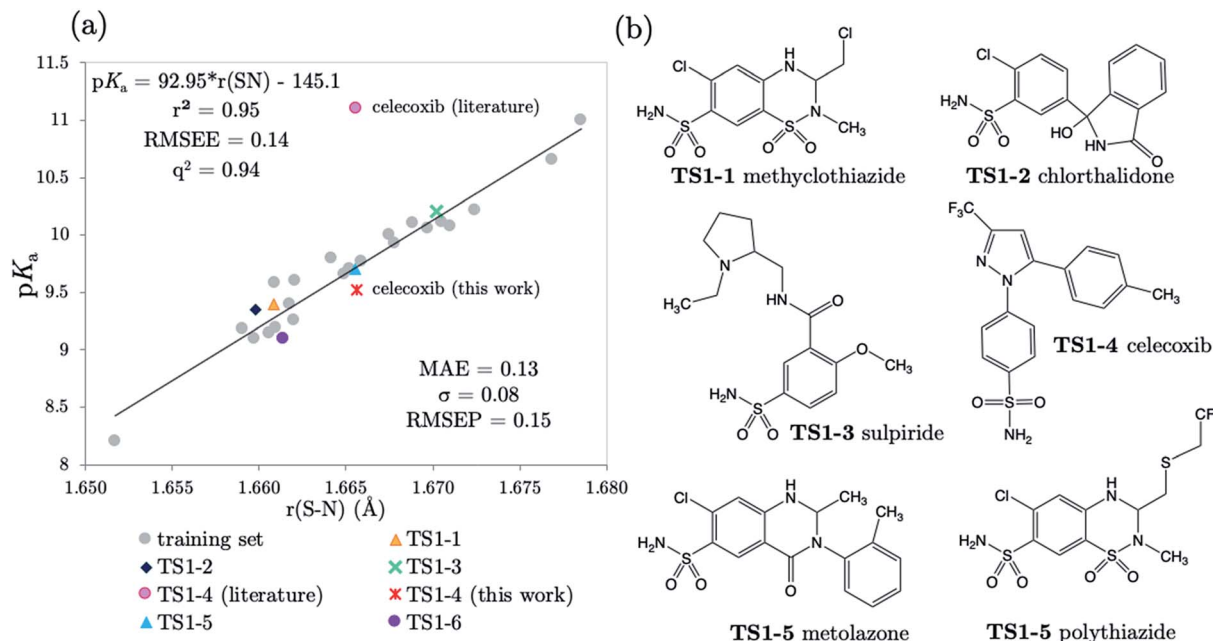 (a)
pKₐ = 92.95*r(SN) - 145.1
r² = 0.95
RMSEE = 0.14
q² = 0.94
celecoxib (literature)
celecoxib (this work)
MAE = 0.13
σ = 0.08
RMSEP = 0.15
pKₐ
11.5
11
10.5
10
9.5
9
8.5
8
1.650
1.655
1.660
1.665
1.670
1.675
1.680
r(S-N) (Å)
training set
TS1-1
TS1-2
TS1-3
TS1-4 (literature)
TS1-4 (this work)
TS1-5
TS1-6
(b)
Cl
Cl
H
N
H₂N
S
O
O
S
O
O
N
CH₃
TS1-1 methyclothiazide
Cl
H₂N
S
O
O
HO
NH
O
TS1-2 chlorthalidone
N
H₃C
NH
O
O
CH₃
H₂N
S
O
O
TS1-3 sulpiride
F₃C
N
N
CH₃
O
S
O
NH₂
TS1-4 celecoxib
Cl
H
N
CH₃
H₃C
N
O
H₂N
S
O
O
TS1-5 metolazone
CF
S
Cl
H
N
H₂N
S
O
O
S
O
O
N
CH₃
TS1-5 polythiazide